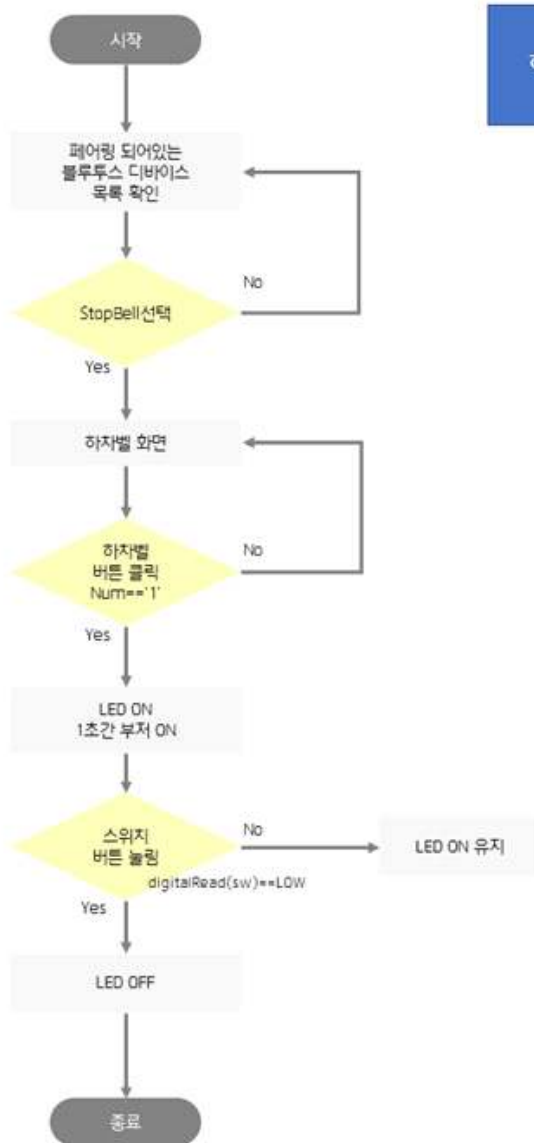 시작
페어링 되어있는
블루투스 디바이스
목록 확인
No
StopBell선택
Yes
하차벨 화면
No
하차벨
버튼 클릭
Num=='1'
Yes
LED ON
1초간 부저 ON
No
스위치
버튼 눌림
LED ON 유지
digitalRead(sw)==LOW
Yes
LED OFF
종료